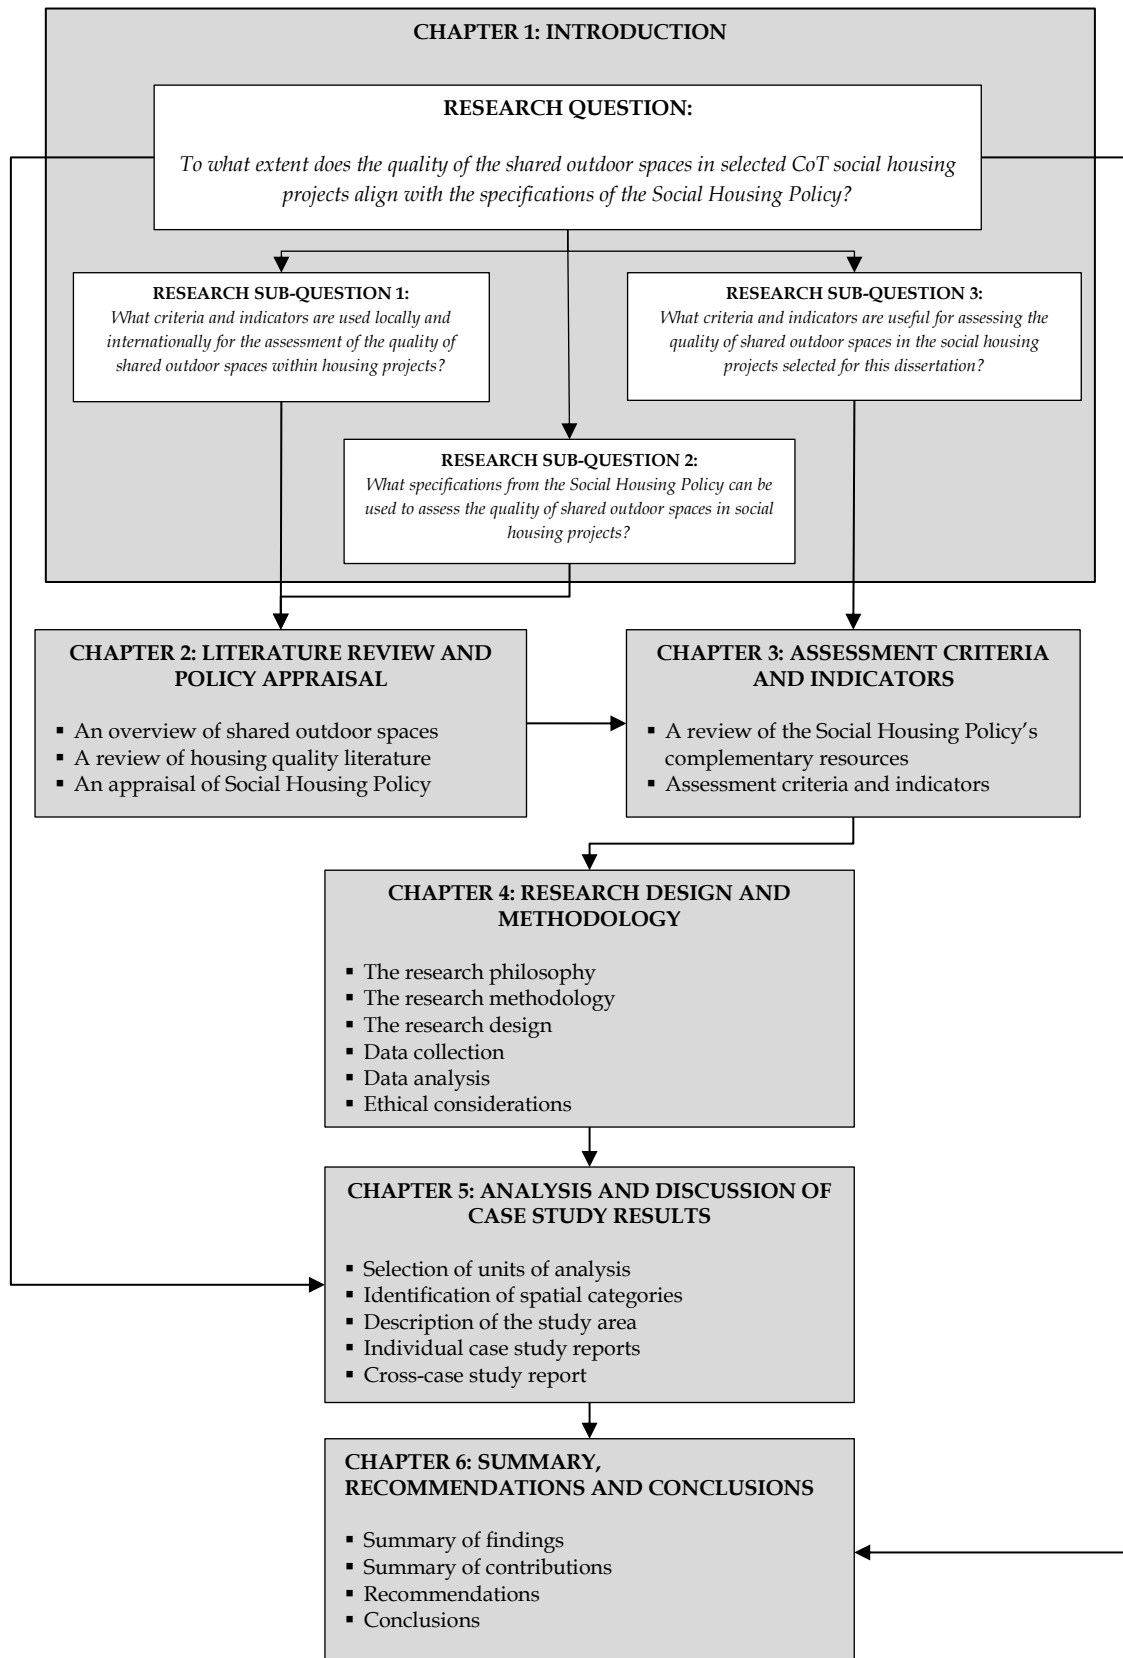 CHAPTER 1: INTRODUCTION
RESEARCH QUESTION:
To what extent does the quality of the shared outdoor spaces in selected CoT social housing
projects align with the specifications of the Social Housing Policy?
RESEARCH SUB-QUESTION 1:
What criteria and indicators are used locally and
internationally for the assessment of the quality of
shared outdoor spaces within housing projects?
RESEARCH SUB-QUESTION 3:
What criteria and indicators are useful for assessing the
quality of shared outdoor spaces in the social housing
projects selected for this dissertation?
RESEARCH SUB-QUESTION 2:
What specifications from the Social Housing Policy can be
used to assess the quality of shared outdoor spaces in social
housing projects?
CHAPTER 2: LITERATURE REVIEW AND
POLICY APPRAISAL
▪ An overview of shared outdoor spaces
▪ A review of housing quality literature
▪ An appraisal of Social Housing Policy
CHAPTER 3: ASSESSMENT CRITERIA
AND INDICATORS
▪ A review of the Social Housing Policy’s
complementary resources
▪ Assessment criteria and indicators
CHAPTER 4: RESEARCH DESIGN AND
METHODOLOGY
▪ The research philosophy
▪ The research methodology
▪ The research design
▪ Data collection
▪ Data analysis
▪ Ethical considerations
CHAPTER 5: ANALYSIS AND DISCUSSION OF
CASE STUDY RESULTS
▪ Selection of units of analysis
▪ Identification of spatial categories
▪ Description of the study area
▪ Individual case study reports
▪ Cross-case study report
CHAPTER 6: SUMMARY,
RECOMMENDATIONS AND CONCLUSIONS
▪ Summary of findings
▪ Summary of contributions
▪ Recommendations
▪ Conclusions